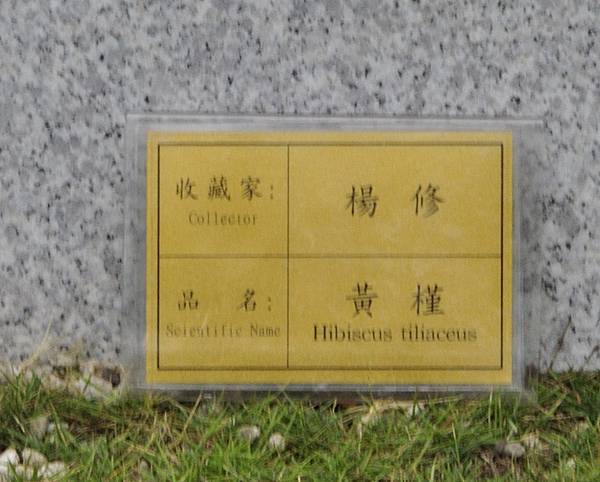 收藏家: 楊 修
Collector
品 名: 黃 槿
Scientific Name Hibiscus tiliaceus